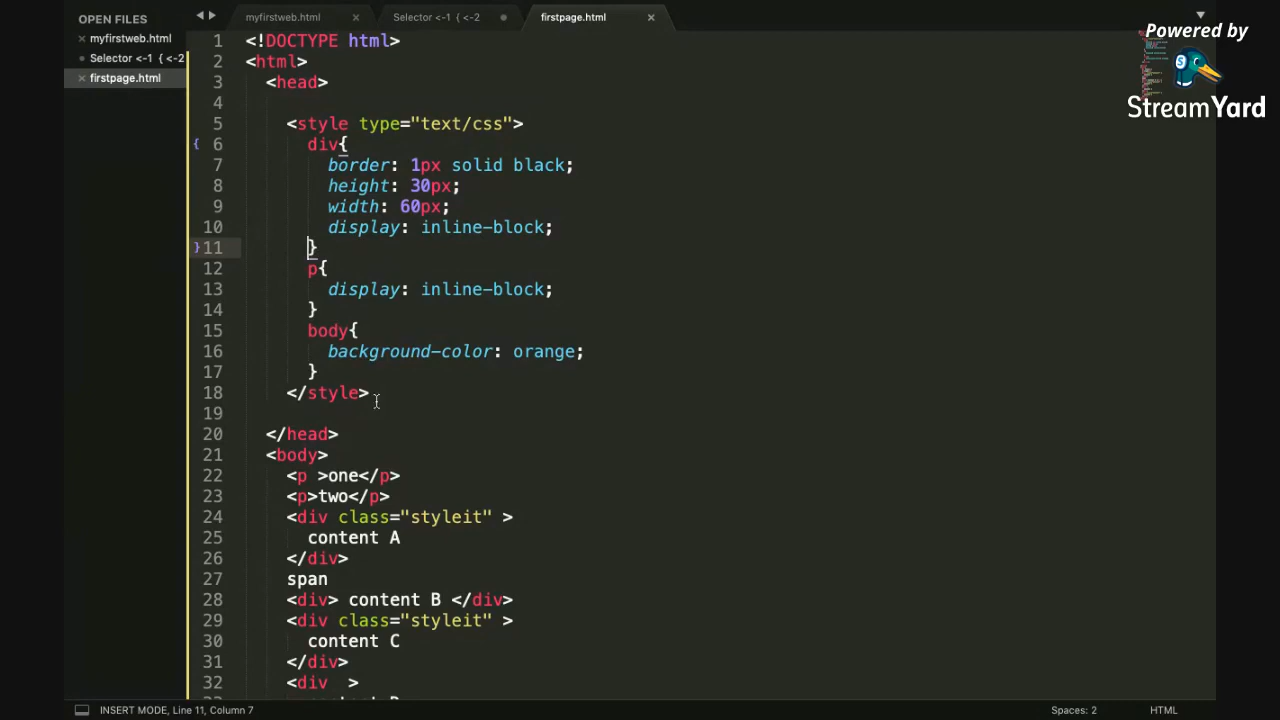 OPEN FILES
myfirstweb.html
Selector <-1 { <-2
firstpage.html
myfirstweb.html
Selector <-1 { <-2
firstpage.html
Powered by
StreamYard
1 <!DOCTYPE html>
2 <html>
3 <head>
4
5 <style type="text/css">
6 div{
7 border: 1px solid black;
8 height: 30px;
9 width: 60px;
10 display: inline-block;
11 }
12 p{
13 display: inline-block;
14 }
15 body{
16 background-color: orange;
17 }
18 </style>
19
20 </head>
21 <body>
22 <p >one</p>
23 <p>two</p>
24 <div class="styleit" >
25 content A
26 </div>
27 span
28 <div> content B </div>
29 <div class="styleit" >
30 content C
31 </div>
32 <div  >
INSERT MODE, Line 11, Column 7
Spaces: 2
HTML